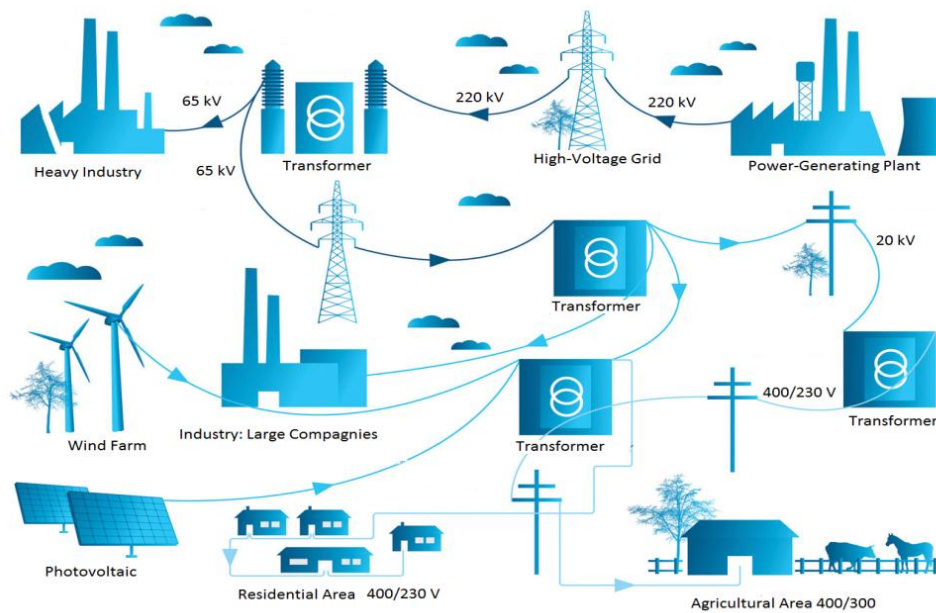 65 kV
220 kV
220 kV
Heavy Industry
Transformer
High-Voltage Grid
Power-Generating Plant
65 kV
20 kV
Transformer
400/230 V
Wind Farm
Industry: Large Compagnies
Transformer
Transformer
Photovoltaic
Residential Area 400/230 V
Agricultural Area 400/300